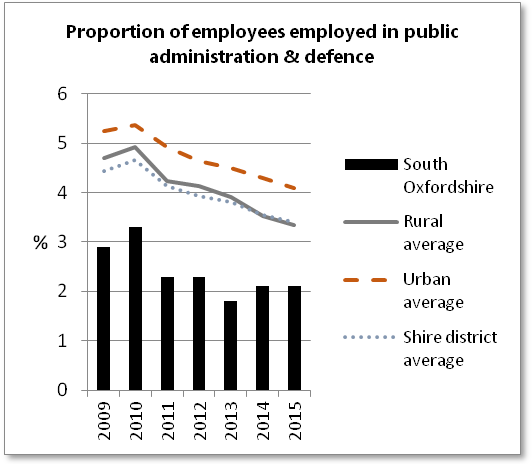 Proportion of employees employed in public
administration & defence
6
5
4
3
2
1
0
%
2009
2010
2011
2012
2013
2014
2015
South
Oxfordshire
Rural
average
Urban
average
Shire district
average